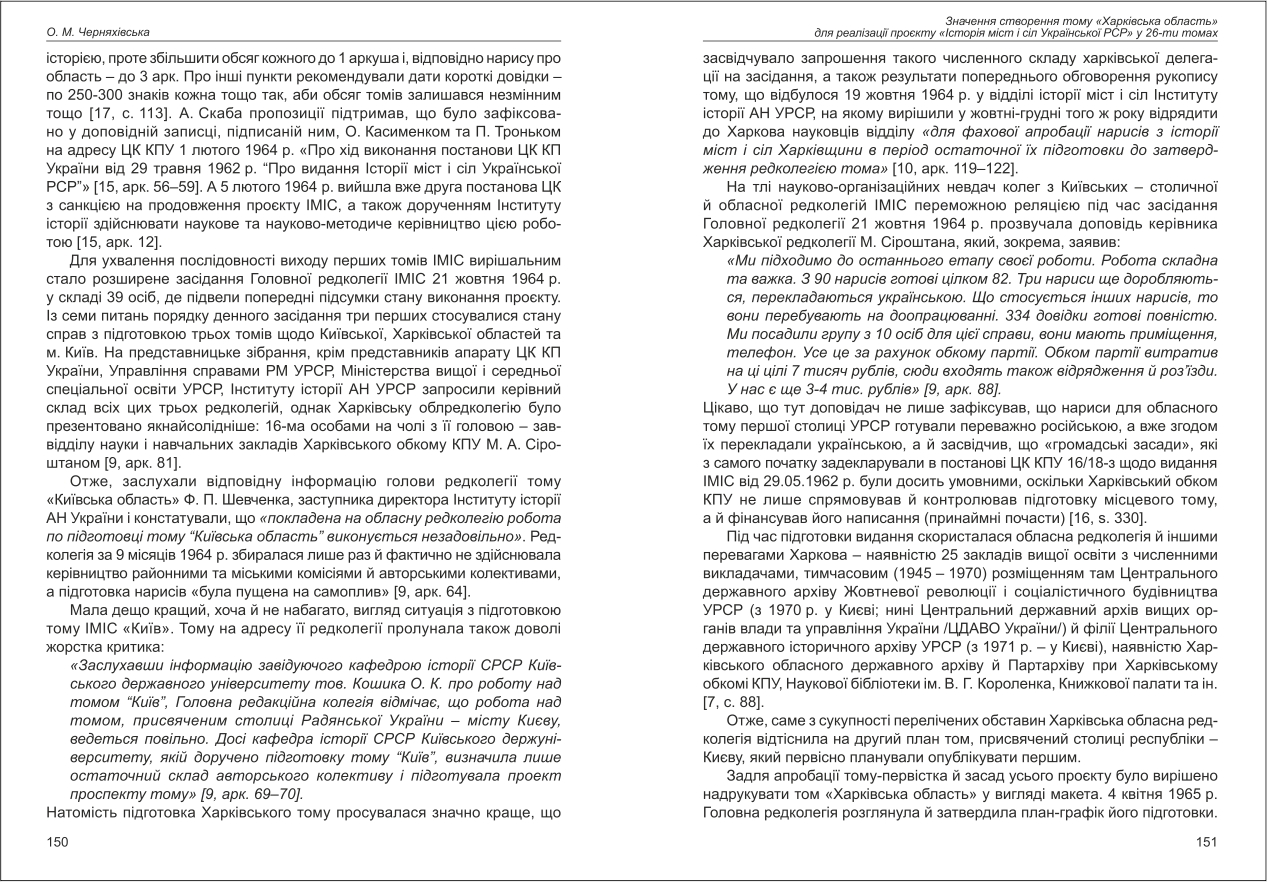 О. М. Черняхівська
історією, проте збільшити обсяг кожного до 1 аркуша і, відповідно нарису про
область – до 3 арк. Про інші пункти рекомендували дати короткі довідки –
по 250-300 знаків кожна тощо так, аби обсяг томів залишався незмінним
тощо [17, с. 113]. А. Скаба пропозиції підтримав, що було зафіксова-
но у доповідній записці, підписаній ним, О. Касименком та П. Троньком
на адресу ЦК КПУ 1 лютого 1964 р. «Про хід виконання постанови ЦК КП
України від 29 травня 1962 р. “Про видання Історії міст і сіл Української
РСР”» [15, арк. 56–59]. А 5 лютого 1964 р. вийшла вже друга постанова ЦК
з санкцією на продовження проєкту ІМІС, а також дорученням Інституту
історії здійснювати наукове та науково-методиче керівництво цією робо-
тою [15, арк. 12].
Для ухвалення послідовності виходу перших томів ІМІС вирішальним
стало розширене засідання Головної редколегії ІМІС 21 жовтня 1964 р.
у складі 39 осіб, де підвели попередні підсумки стану виконання проєкту.
Із семи питань порядку денного засідання три перших стосувалися стану
справ з підготовкою трьох томів щодо Київської, Харківської областей та
м. Київ. На представницьке зібрання, крім представників апарату ЦК КП
України, Управління справами РМ УРСР, Міністерства вищої і середньої
спеціальної освіти УРСР, Інституту історії АН УРСР запросили керівний
склад всіх цих трьох редколегій, однак Харківську облредколегію було
презентовано якнайсолідніше: 16-ма особами на чолі з її головою – зав-
відділу науки і навчальних закладів Харківського обкому КПУ М. А. Сіро-
штаном [9, арк. 81].
Отже, заслухали відповідну інформацію голови редколегії тому
«Київська область» Ф. П. Шевченка, заступника директора Інституту історії
АН України і констатували, що «покладена на обласну редколегію робота
по підготовці тому “Київська область” виконується незадовільно». Ред-
колегія за 9 місяців 1964 р. збиралася лише раз й фактично не здійснювала
керівництво районними та міськими комісіями й авторськими колективами,
а підготовка нарисів «була пущена на самоплив» [9, арк. 64].
Мала дещо кращий, хоча й не набагато, вигляд ситуація з підготовкою
тому ІМІС «Київ». Тому на адресу її редколегії пролунала також доволі
жорстка критика:
«Заслухавши інформацію завідуючого кафедрою історії СРСР Київ-
ського державного університету тов. Кошика О. К. про роботу над
томом “Київ”, Головна редакційна колегія відмічає, що робота над
томом, присвяченим столиці Радянської України – місту Києву,
ведеться повільно. Досі кафедра історії СРСР Київського держуні-
верситету, якій доручено підготовку тому “Київ”, визначила лише
остаточний склад авторського колективу і підготувала проект
проспекту тому» [9, арк. 69–70].
Натомість підготовка Харківського тому просувалася значно краще, що
150
Значення створення тому «Харківська область»
для реалізації проєкту «Історія міст і сіл Української РСР» у 26-ти томах
засвідчувало запрошення такого численного складу харківської делега-
ції на засідання, а також результати попереднього обговорення рукопису
тому, що відбулося 19 жовтня 1964 р. у відділі історії міст і сіл Інституту
історії АН УРСР, на якому вирішили у жовтні-грудні того ж року відрядити
до Харкова науковців відділу «для фахової апробації нарисів з історії
міст і сіл Харківщини в період остаточної їх підготовки до затверд-
ження редколегією тома» [10, арк. 119–122].
На тлі науково-організаційних невдач колег з Київських – столичної
й обласної редколегій ІМІС переможною реляцією під час засідання
Головної редколегії 21 жовтня 1964 р. прозвучала доповідь керівника
Харківської редколегії М. Сіроштана, який, зокрема, заявив:
«Ми підходимо до останнього етапу своєї роботи. Робота складна
та важка. З 90 нарисів готові цілком 82. Три нариси ще доробляють-
ся, перекладаються українською. Що стосується інших нарисів, то
вони перебувають на доопрацюванні. 334 довідки готові повністю.
Ми посадили групу з 10 осіб для цієї справи, вони мають приміщення,
телефон. Усе це за рахунок обкому партії. Обком партії витратив
на ці цілі 7 тисяч рублів, сюди входять також відрядження й роз’їзди.
У нас є ще 3-4 тис. рублів» [9, арк. 88].
Цікаво, що тут доповідач не лише зафіксував, що нариси для обласного
тому першої столиці УРСР готували переважно російською, а вже згодом
їх перекладали українською, а й засвідчив, що «громадські засади», які
з самого початку задекларували в постанові ЦК КПУ 16/18-з щодо видання
ІМІС від 29.05.1962 р. були досить умовними, оскільки Харківський обком
КПУ не лише спрямовував й контролював підготовку місцевого тому,
а й фінансував його написання (принаймні почасти) [16, s. 330].
Під час підготовки видання скористалася обласна редколегія й іншими
перевагами Харкова – наявністю 25 закладів вищої освіти з численними
викладачами, тимчасовим (1945 – 1970) розміщенням там Центрального
державного архіву Жовтневої революції і соціалістичного будівництва
УРСР (з 1970 р. у Києві; нині Центральний державний архів вищих ор-
ганів влади та управління України /ЦДАВО України/) й філії Центрального
державного історичного архіву УРСР (з 1971 р. – у Києві), наявністю Хар-
ківського обласного державного архіву й Партархіву при Харківському
обкомі КПУ, Наукової бібліотеки ім. В. Г. Короленка, Книжкової палати та ін.
[7, с. 88].
Отже, саме з сукупності перелічених обставин Харківська обласна ред-
колегія відтіснила на другий план том, присвячений столиці республіки –
Києву, який первісно планували опублікувати першим.
Задля апробації тому-первістка й засад усього проєкту було вирішено
надрукувати том «Харківська область» у вигляді макета. 4 квітня 1965 р.
Головна редколегія розглянула й затвердила план-графік його підготовки.
151